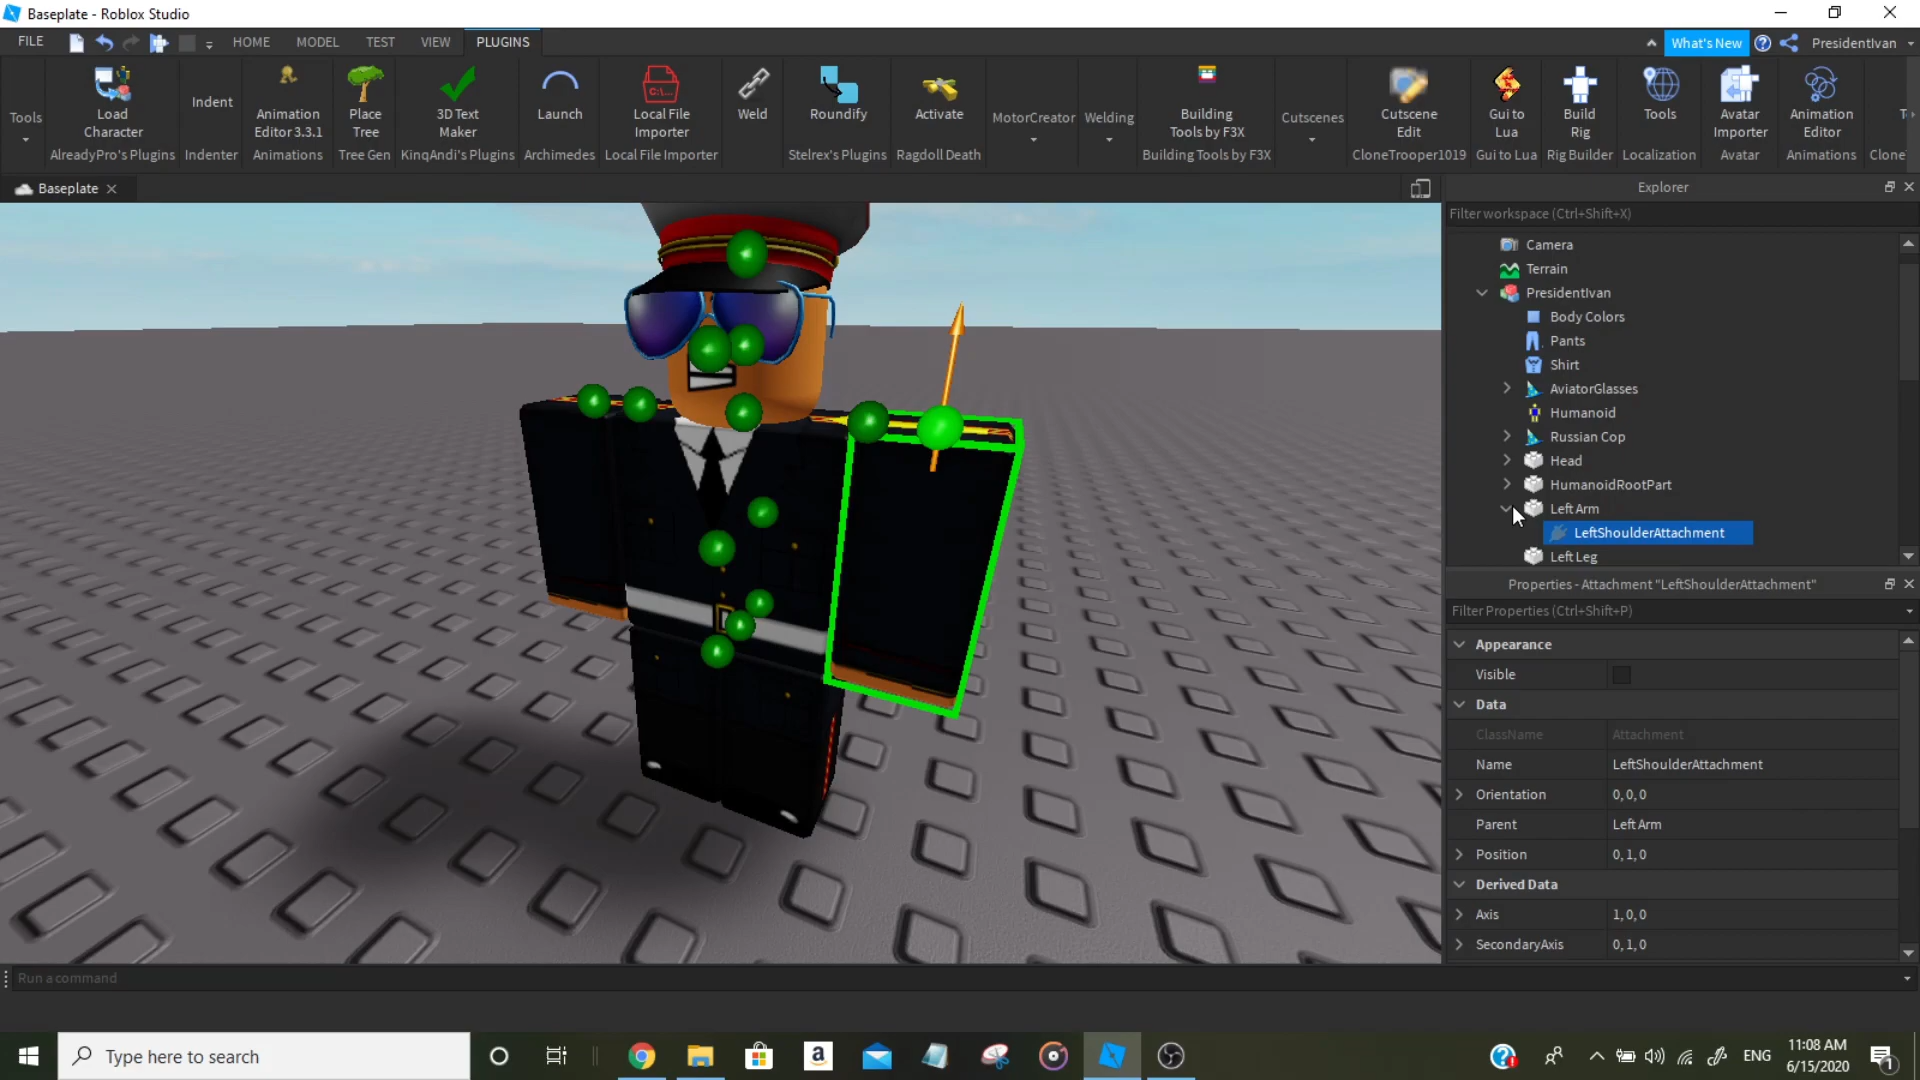 Baseplate - Roblox Studio
FILE
HOME
MODEL
TEST
VIEW
PLUGINS
What's New
PresidentIvan
Tools
Load Character
AlreadyPro's Plugins
Indent
Indenter
Animation Editor 3.3.1
Animations
Place Tree
Tree Gen
3D Text Maker
KinqAndi's Plugins
Launch
Archimedes
C:\...
Local File Importer
Local File Importer
Weld
Roundify
Stelrex's Plugins
Activate
Ragdoll Death
MotorCreator
Welding
Building Tools by F3X
Building Tools by F3X
Cutscenes
Cutscene Edit
CloneTrooper1019
Gui to Lua
Gui to Lua
Build Rig
Rig Builder
Tools
Localization
Avatar Importer
Avatar
Animation Editor
Animations
Clone
Baseplate
Explorer
Filter workspace (Ctrl+Shift+X)
Camera
Terrain
PresidentIvan
Body Colors
Pants
Shirt
AviatorGlasses
Humanoid
Russian Cop
Head
HumanoidRootPart
Left Arm
LeftShoulderAttachment
Left Leg
Properties - Attachment "LeftShoulderAttachment"
Filter Properties (Ctrl+Shift+P)
Appearance
Visible
Data
ClassName Attachment
Name LeftShoulderAttachment
Orientation 0, 0, 0
Parent Left Arm
Position 0, 1, 0
Derived Data
Axis 1, 0, 0
SecondaryAxis 0, 1, 0
Run a command
Type here to search
a
ENG
11:08 AM
6/15/2020
1